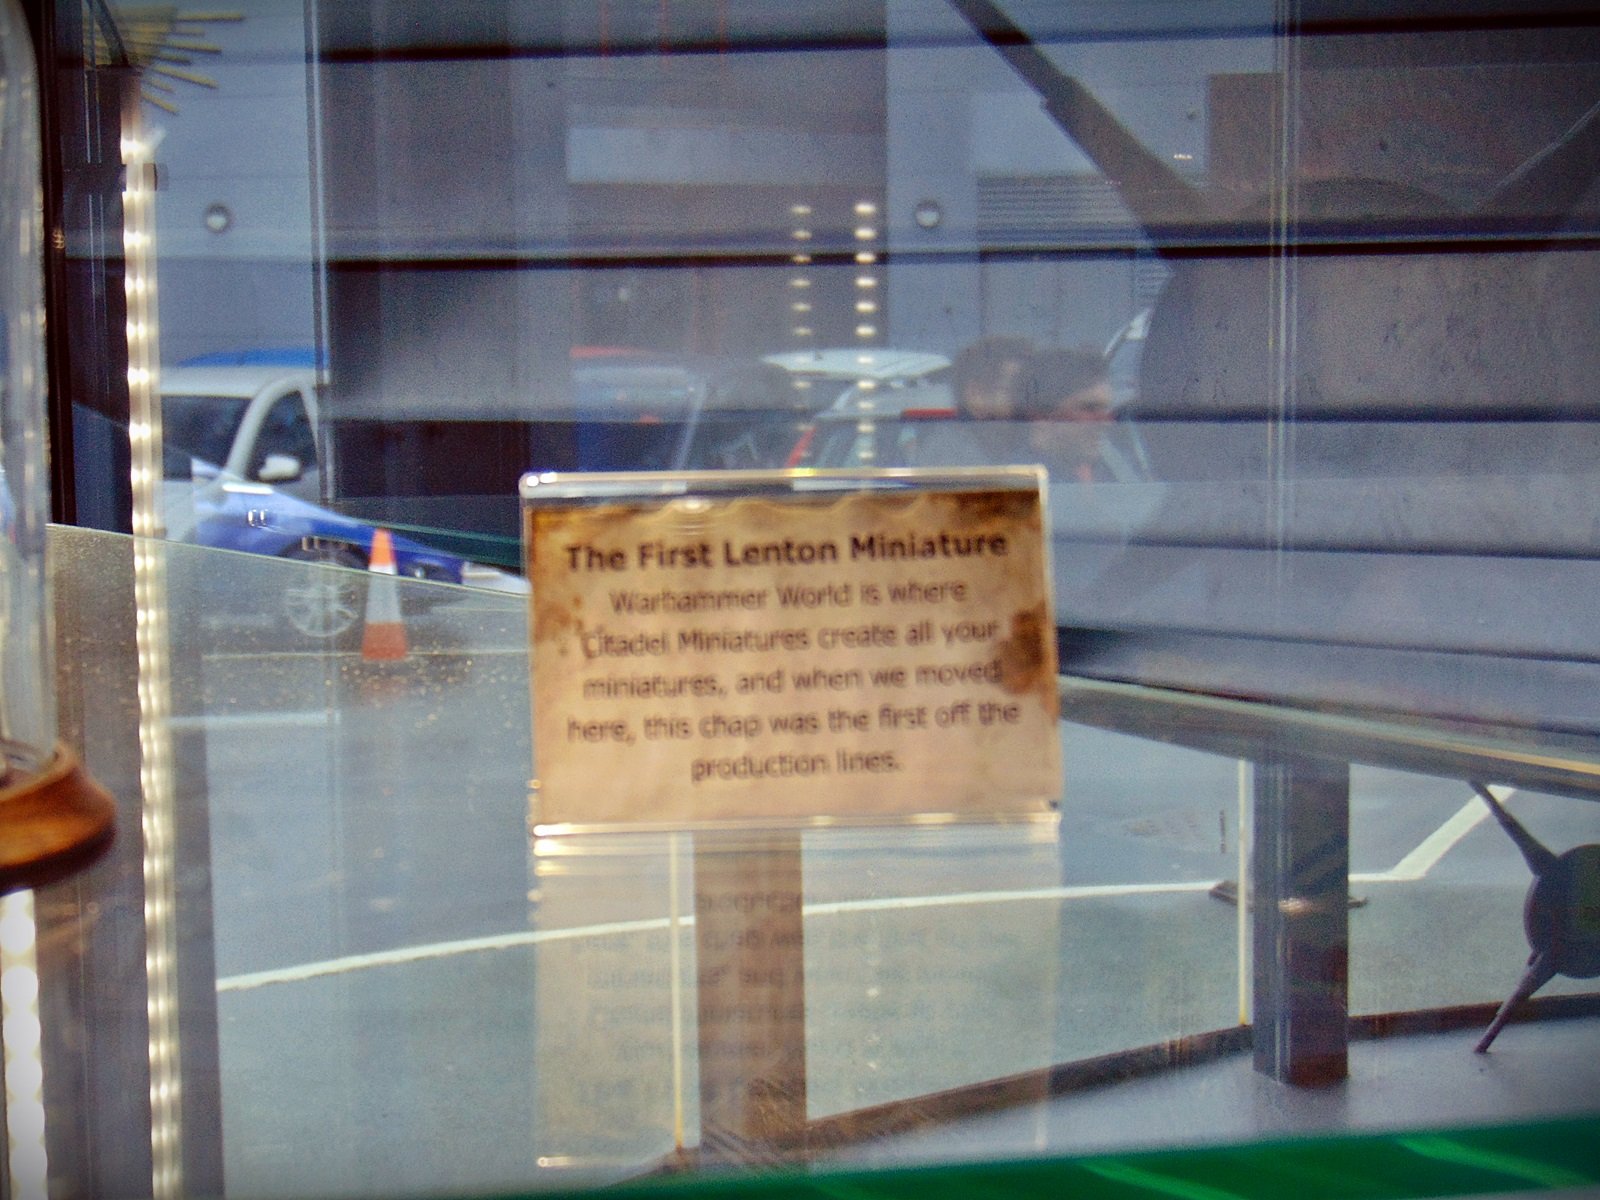 The First Lenton Miniature
Warhammer World is where
Citadel Miniatures create all your
miniatures, and when we moved
here, this chap was the first off the
production lines.